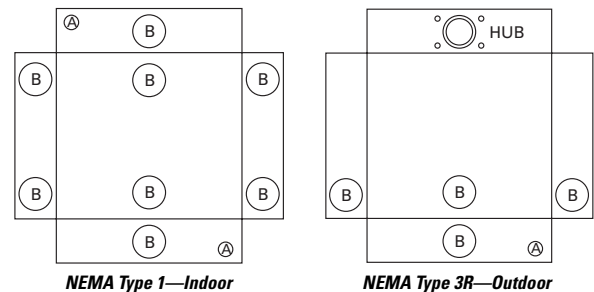 A B
B B B
B B B
B A
NEMA Type 1—Indoor
HUB
B B B
B A
NEMA Type 3R—Outdoor